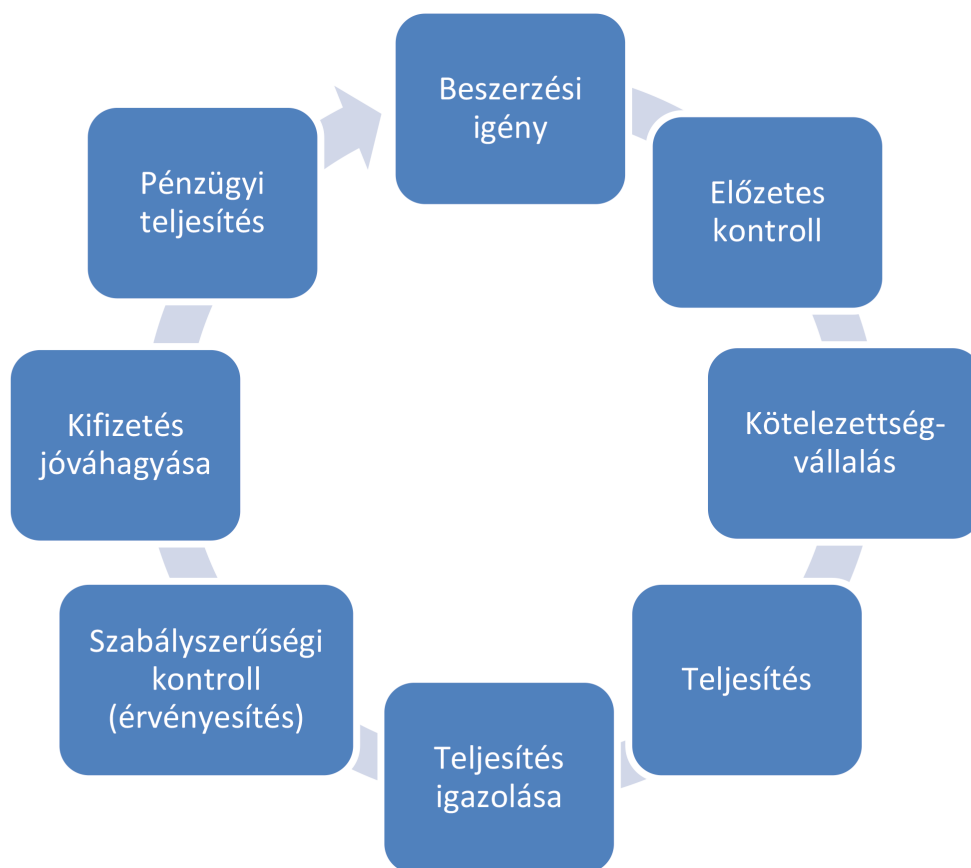 Beszerzési
igény
Előzetes
kontroll
Kötelezettség-
vállalás
Teljesítés
Teljesítés
igazolása
Szabályszerűségi
kontroll
(érvényesítés)
Kifizetés
jóváhagyása
Pénzügyi
teljesítés